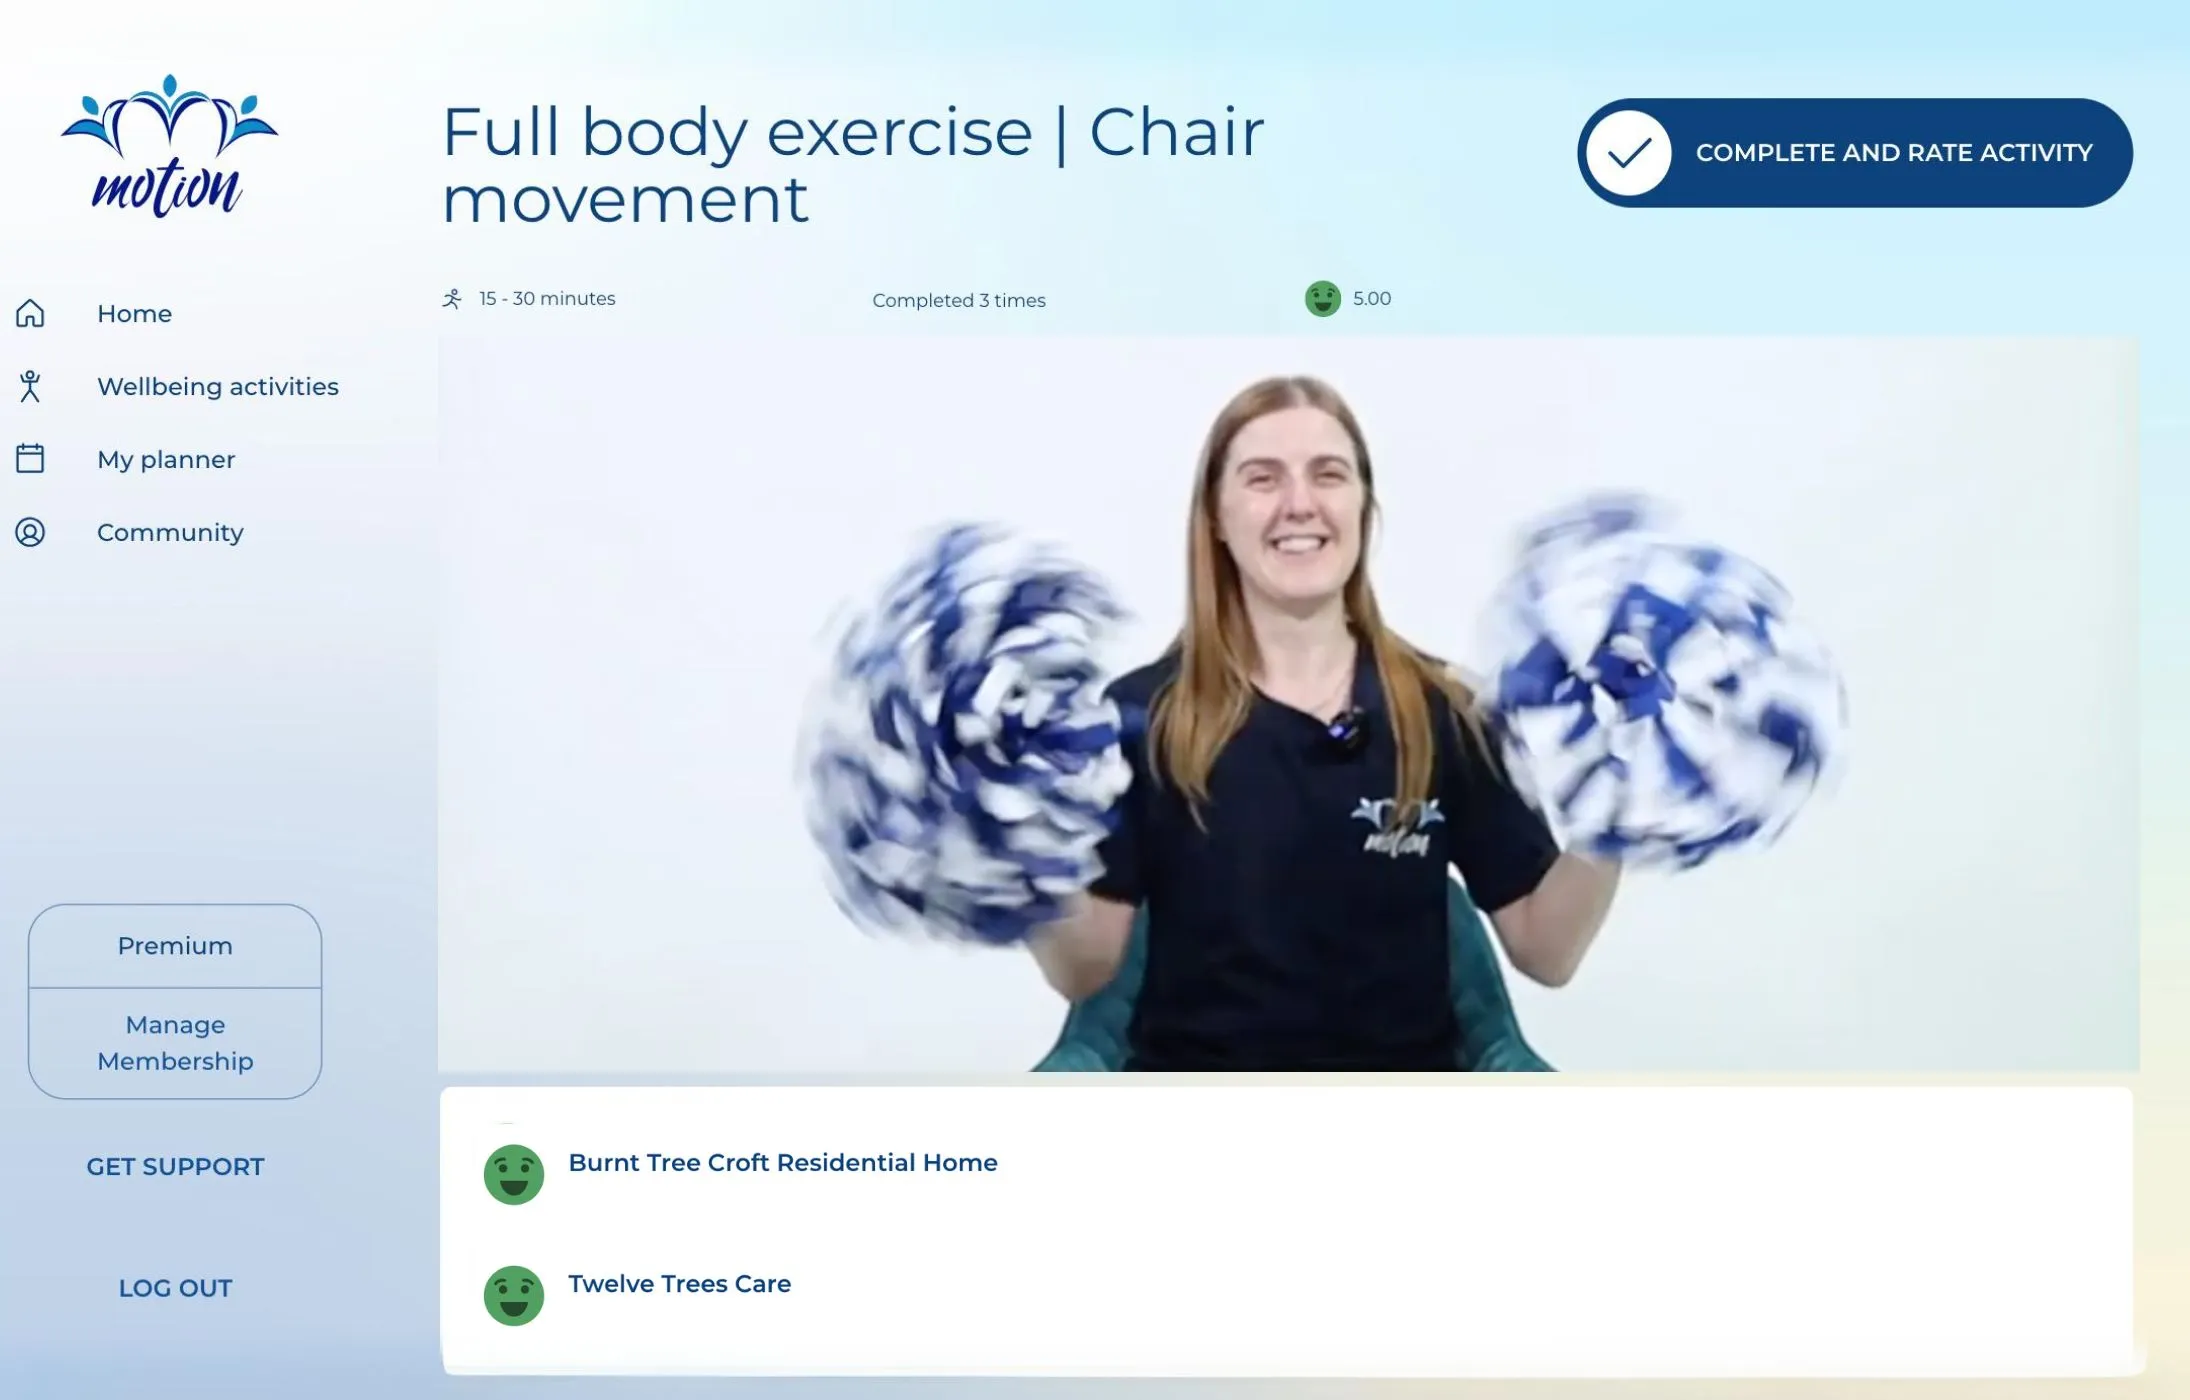 motion
Full body exercise | Chair
movement
COMPLETE AND RATE ACTIVITY
15 - 30 minutes
Completed 3 times
5.00
Home
Wellbeing activities
My planner
Community
motion
Premium
Manage
Membership
GET SUPPORT
LOG OUT
Burnt Tree Croft Residential Home
Twelve Trees Care